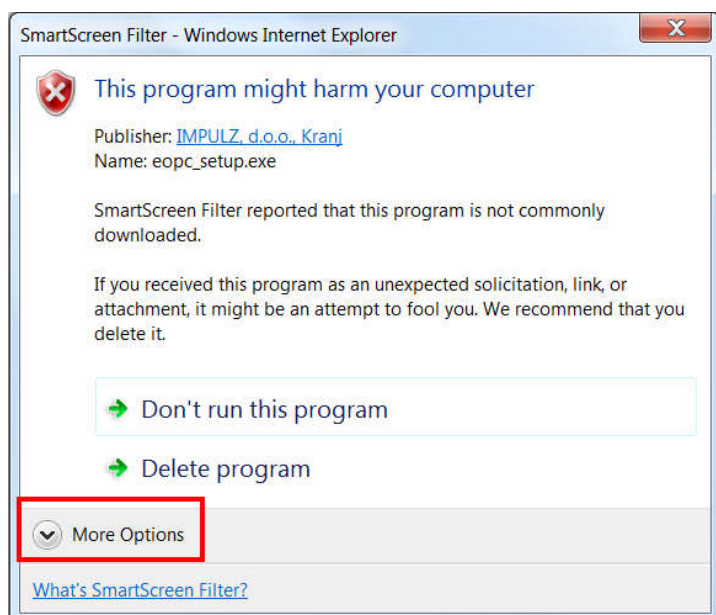 SmartScreen Filter - Windows Internet Explorer
This program might harm your computer
Publisher: IMPULZ, d.o.o., Kranj
Name: eopc_setup.exe
SmartScreen Filter reported that this program is not commonly
downloaded.
If you received this program as an unexpected solicitation, link, or
attachment, it might be an attempt to fool you. We recommend that you
delete it.
Don't run this program
Delete program
More Options
What's SmartScreen Filter?